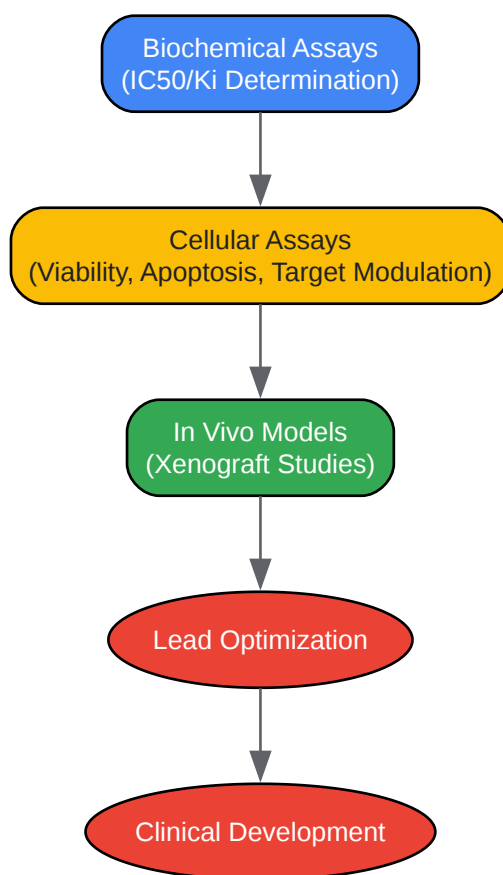 Biochemical Assays
(IC50/Ki Determination)
Cellular Assays
(Viability, Apoptosis, Target Modulation)
In Vivo Models
(Xenograft Studies)
Lead Optimization
Clinical Development